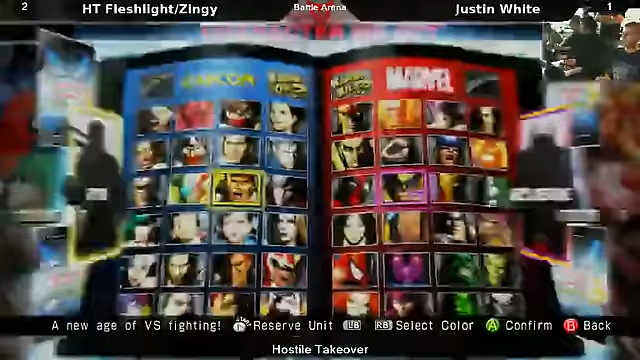 2
HT Fleshlight/ZIngy
Battle Arena
Justin White
1
CAPCOM
MARVEL
A new age of VS fighting!
Reserve Unit
LB
RB
Select Color
A
Confirm
B
Back
Hostile Takeover